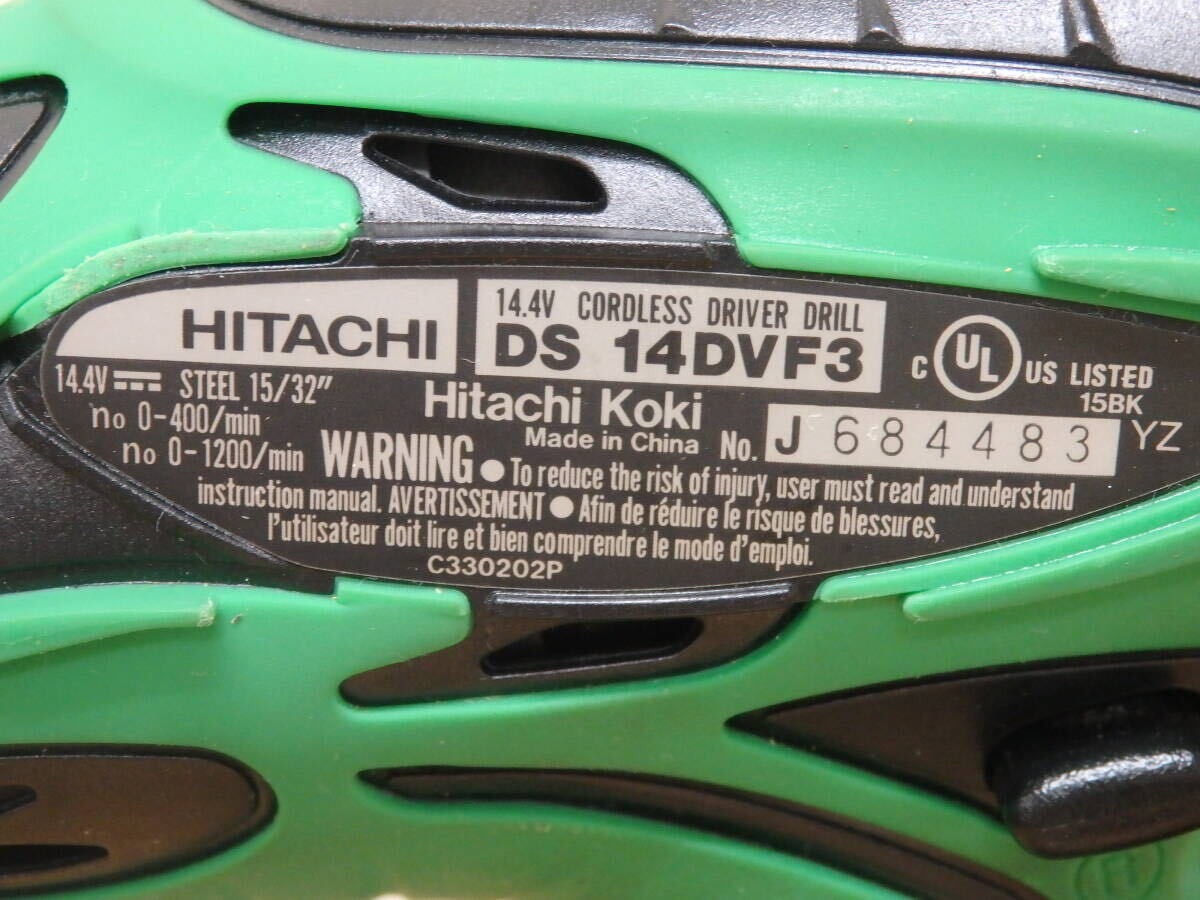 HITACHI
14.4V CORDLESS DRIVER DRILL
DS 14DVF3
C UL US LISTED
15BK
14.4V ⎓ STEEL 15/32"
no 0-400/min
no 0-1200/min
Hitachi Koki
Made in China No. J 684483 YZ
WARNING ● To reduce the risk of injury, user must read and understand
instruction manual. AVERTISSEMENT ● Afin de réduire le risque de blessures,
l'utilisateur doit lire et bien comprendre le mode d'emploi.
C330202P